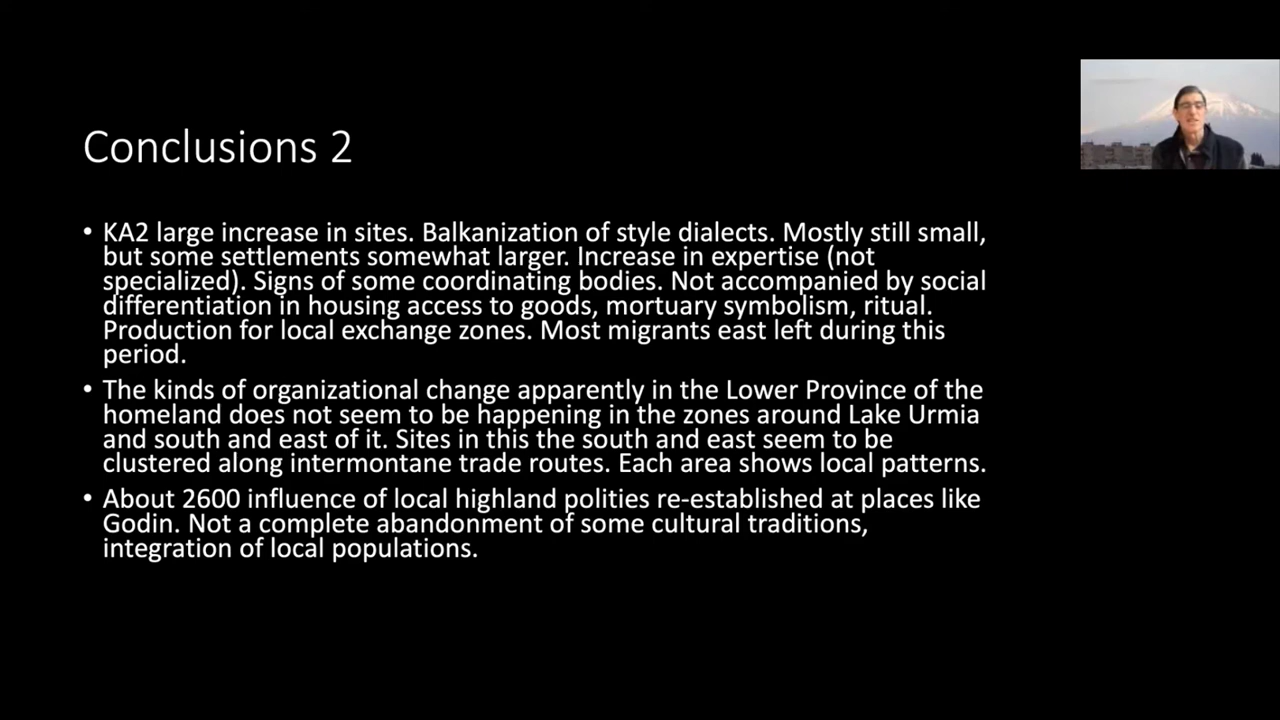 Conclusions 2
• KA2 large increase in sites. Balkanization of style dialects. Mostly still small,
but some settlements somewhat larger. Increase in expertise (not
specialized). Signs of some coordinating bodies. Not accompanied by social
differentiation in housing access to goods, mortuary symbolism, ritual.
Production for local exchange zones. Most migrants east left during this
period.
• The kinds of organizational change apparently in the Lower Province of the
homeland does not seem to be happening in the zones around Lake Urmia
and south and east of it. Sites in this the south and east seem to be
clustered along intermontane trade routes. Each area shows local patterns.
• About 2600 influence of local highland polities re-established at places like
Godin. Not a complete abandonment of some cultural traditions,
integration of local populations.